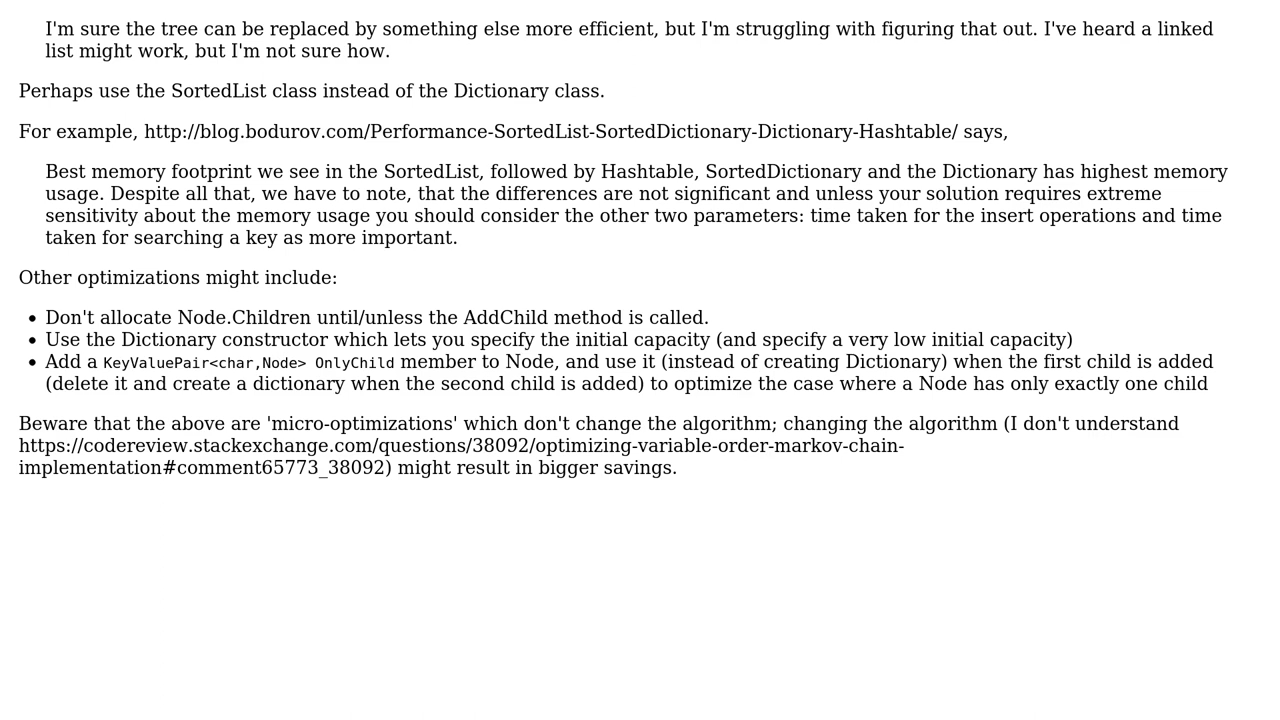 I'm sure the tree can be replaced by something else more efficient, but I'm struggling with figuring that out. I've heard a linked
list might work, but I'm not sure how.
Perhaps use the SortedList class instead of the Dictionary class.
For example, http://blog.bodurov.com/Performance-SortedList-SortedDictionary-Dictionary-Hashtable/ says,
Best memory footprint we see in the SortedList, followed by Hashtable, SortedDictionary and the Dictionary has highest memory
usage. Despite all that, we have to note, that the differences are not significant and unless your solution requires extreme
sensitivity about the memory usage you should consider the other two parameters: time taken for the insert operations and time
taken for searching a key as more important.
Other optimizations might include:
• Don't allocate Node.Children until/unless the AddChild method is called.
• Use the Dictionary constructor which lets you specify the initial capacity (and specify a very low initial capacity)
• Add a KeyValuePair<char,Node> OnlyChild member to Node, and use it (instead of creating Dictionary) when the first child is added
(delete it and create a dictionary when the second child is added) to optimize the case where a Node has only exactly one child
Beware that the above are 'micro-optimizations' which don't change the algorithm; changing the algorithm (I don't understand
https://codereview.stackexchange.com/questions/38092/optimizing-variable-order-markov-chain-
implementation#comment65773_38092) might result in bigger savings.